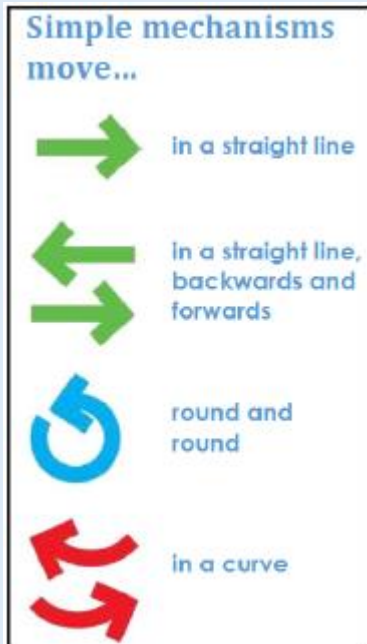 Simple mechanisms
move...
in a straight line
in a straight line,
backwards and
forwards
round and
round
in a curve